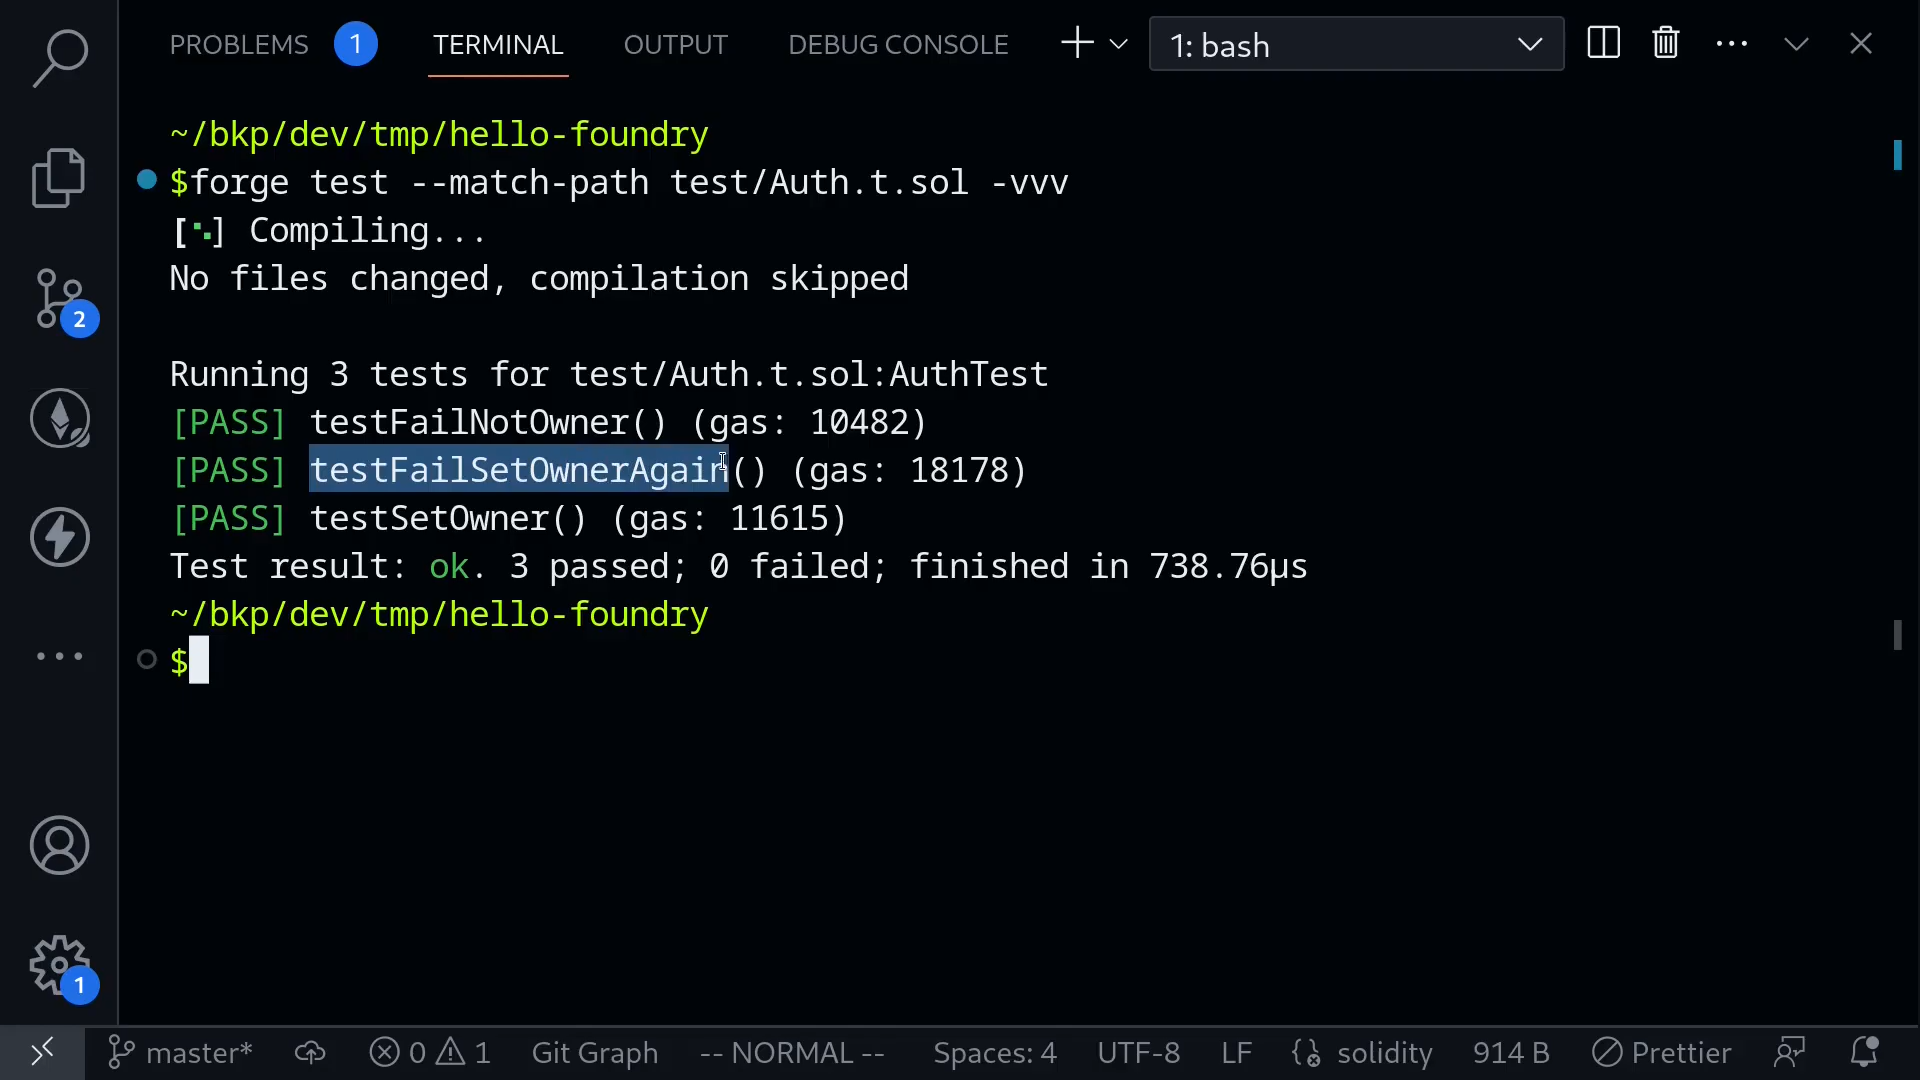 PROBLEMS 1 TERMINAL OUTPUT DEBUG CONSOLE 1: bash
~/bkp/dev/tmp/hello-foundry
$forge test --match-path test/Auth.t.sol -vvv
[⠢] Compiling...
No files changed, compilation skipped
2
Running 3 tests for test/Auth.t.sol:AuthTest
[PASS] testFailNotOwner() (gas: 10482)
[PASS] testFailSetOwnerAgain() (gas: 18178)
[PASS] testSetOwner() (gas: 11615)
Test result: ok. 3 passed; 0 failed; finished in 738.76µs
~/bkp/dev/tmp/hello-foundry
$
1
master* 0 1 Git Graph -- NORMAL -- Spaces: 4 UTF-8 LF solidity 914 B Prettier